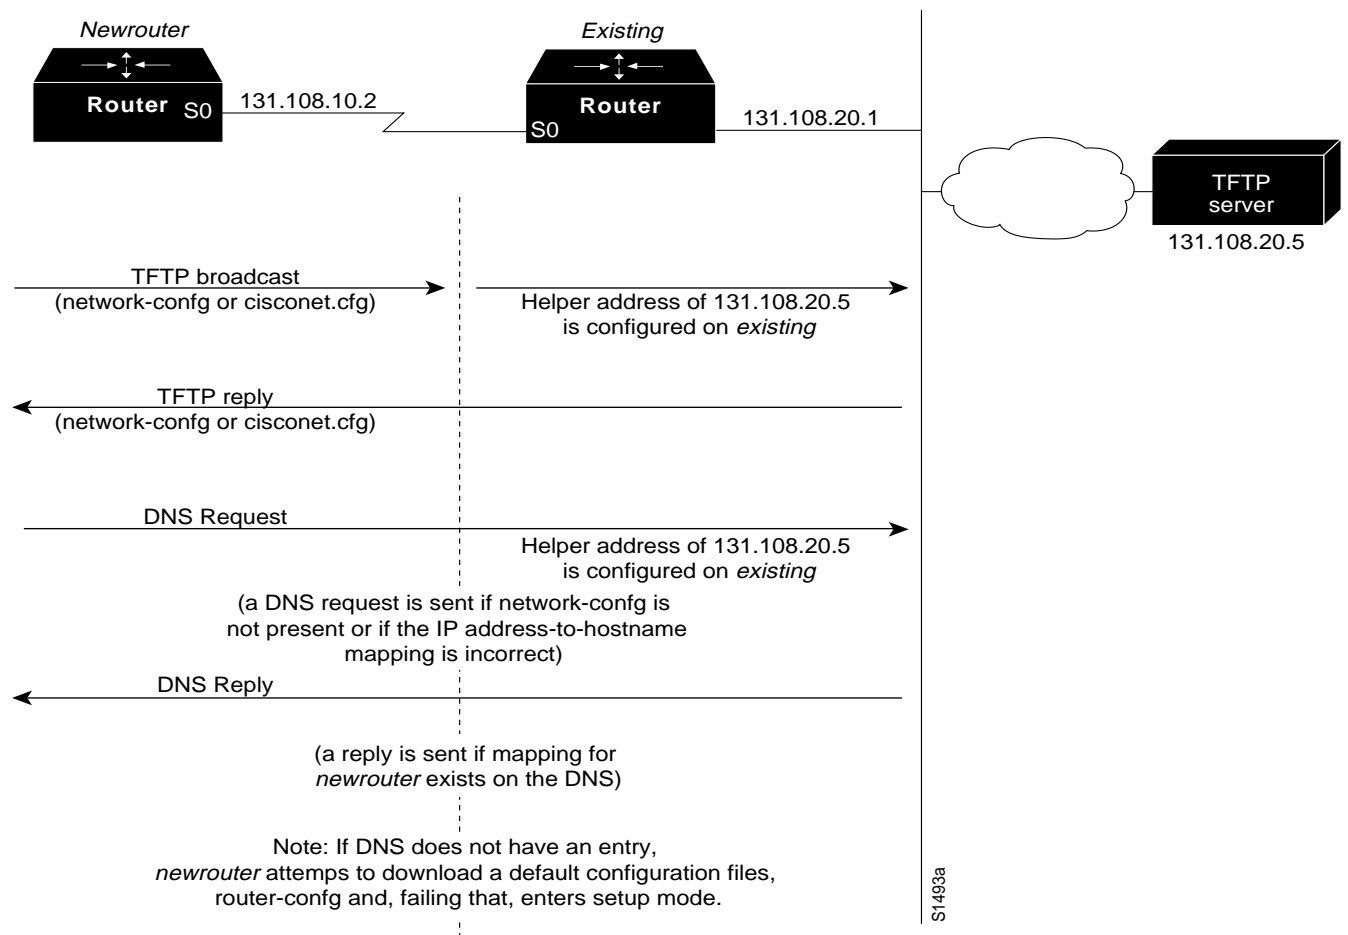 Newrouter
Existing
Router
S0
131.108.10.2
Router
S0
131.108.20.1
TFTP
server
131.108.20.5
TFTP broadcast
(network-confg or cisconet.cfg)
Helper address of 131.108.20.5
is configured on existing
TFTP reply
(network-confg or cisconet.cfg)
DNS Request
Helper address of 131.108.20.5
is configured on existing
(a DNS request is sent if network-confg is
not present or if the IP address-to-hostname
mapping is incorrect)
DNS Reply
(a reply is sent if mapping for
newrouter exists on the DNS)
Note: If DNS does not have an entry,
newrouter attemps to download a default configuration files,
router-confg and, failing that, enters setup mode.
S1493a